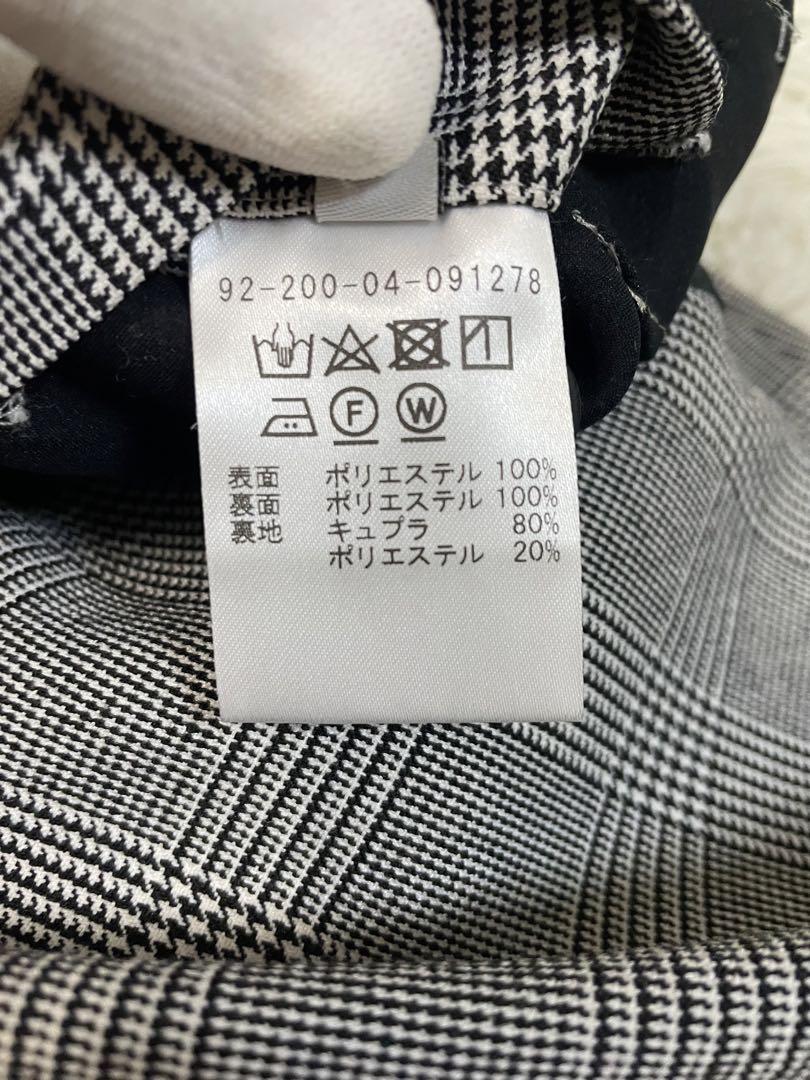 92-200-04-091278
F W
表面 ポリエステル 100%
裏面 ポリエステル 100%
裏地 キュプラ 80%
ポリエステル 20%